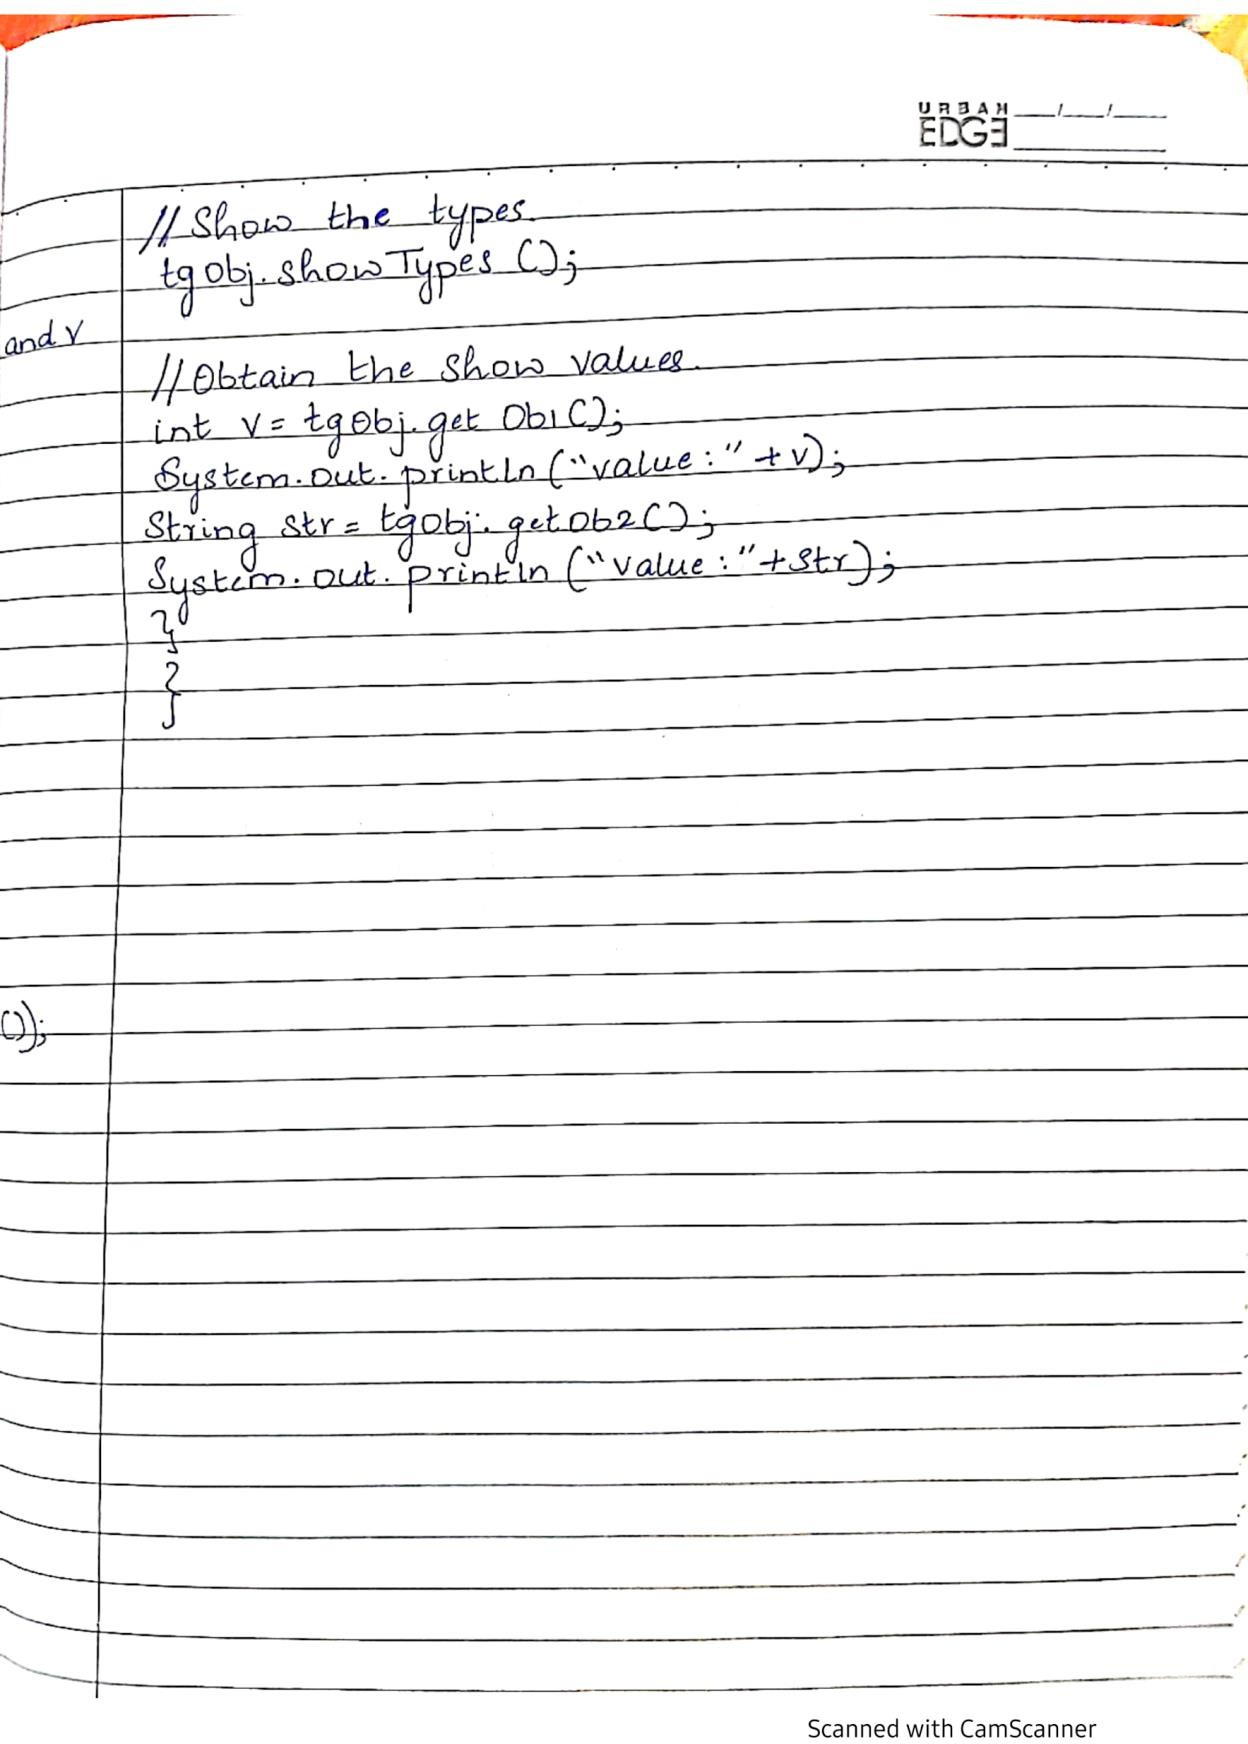 URBAN
EDGE
// Show the types.
tgObj.showTypes ();
and V
// Obtain the show values.
int v = tgObj.get Ob1();
System.out.println ("value:" + v);
String str = tgObj.getOb2();
System.out.println ("value:"+str);
}
}
());
Scanned with CamScanner